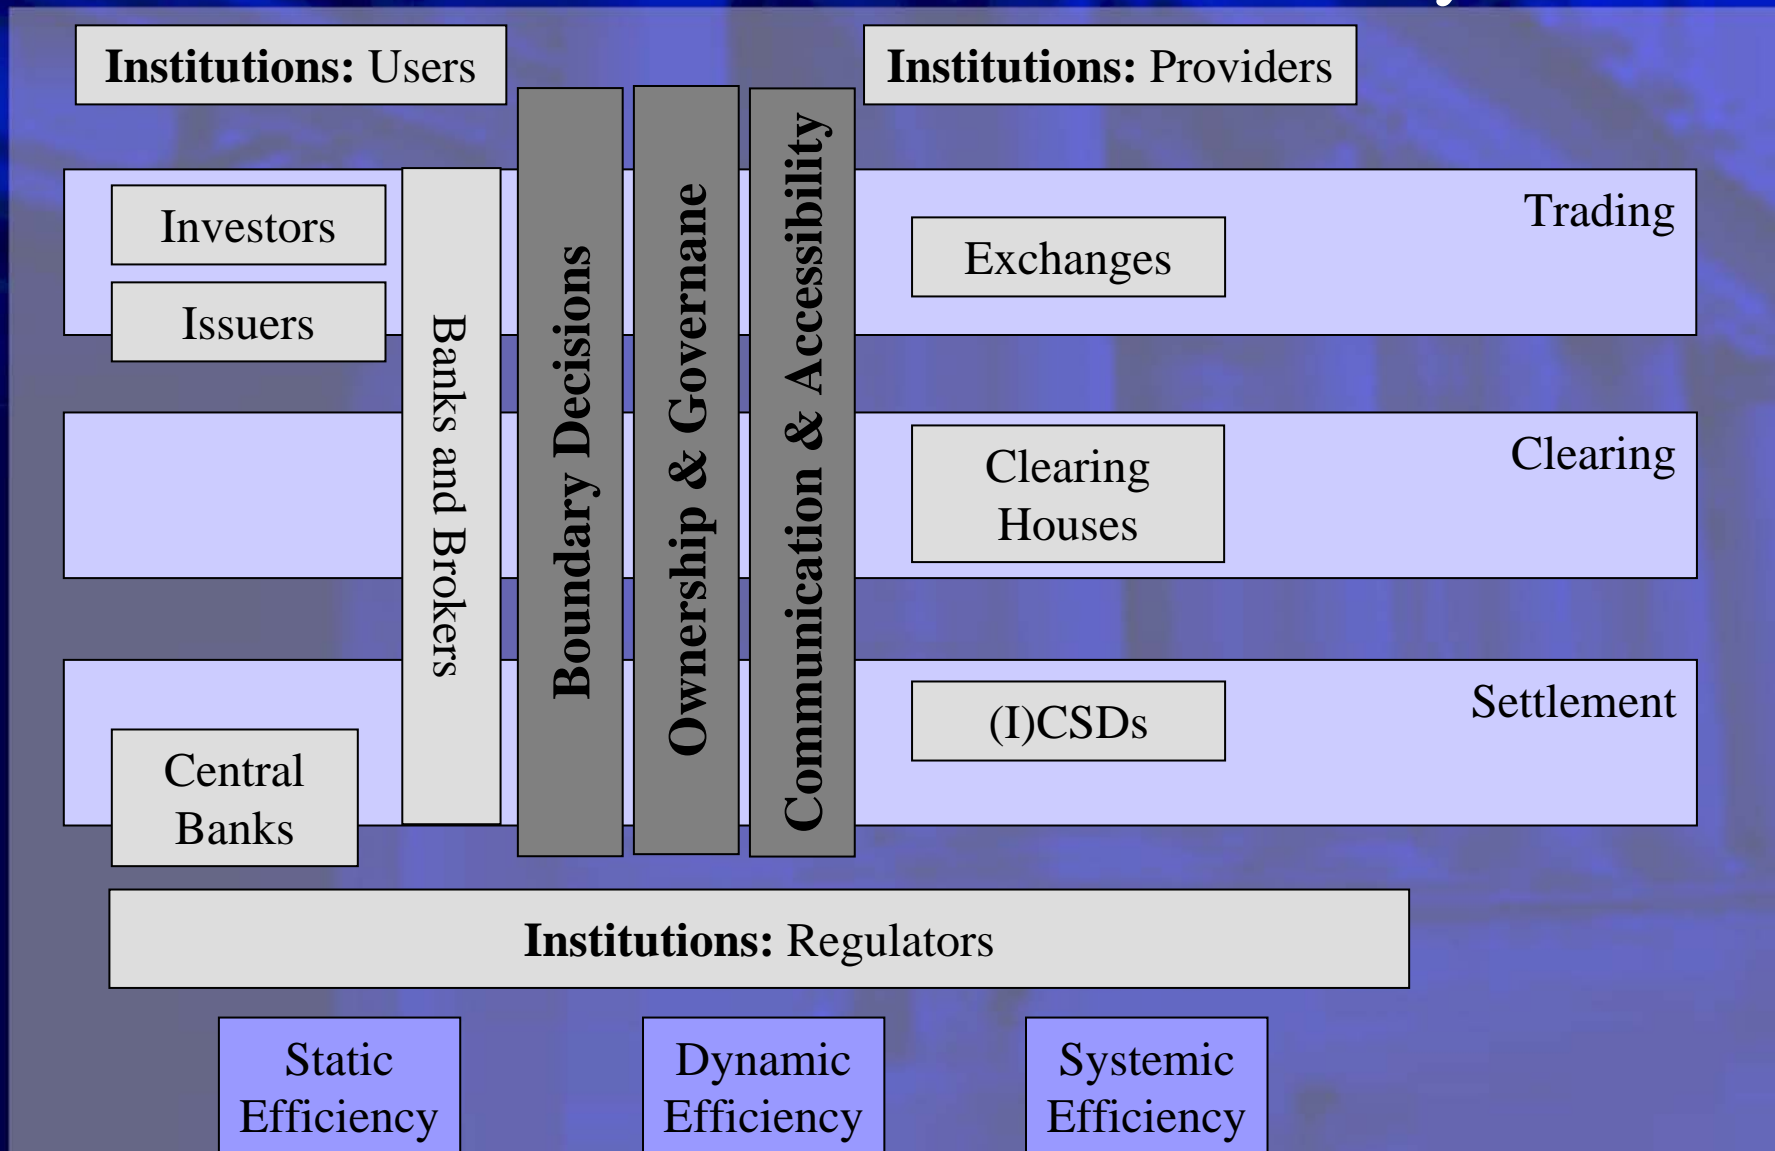 Institutions: Users
Institutions: Providers
Trading
Investors
Issuers
Banks and Brokers
Boundary Decisions
Ownership & Governane
Communication & Accessibility
Exchanges
Clearing
Clearing
Houses
Settlement
(I)CSDs
Central
Banks
Institutions: Regulators
Static
Efficiency
Dynamic
Efficiency
Systemic
Efficiency